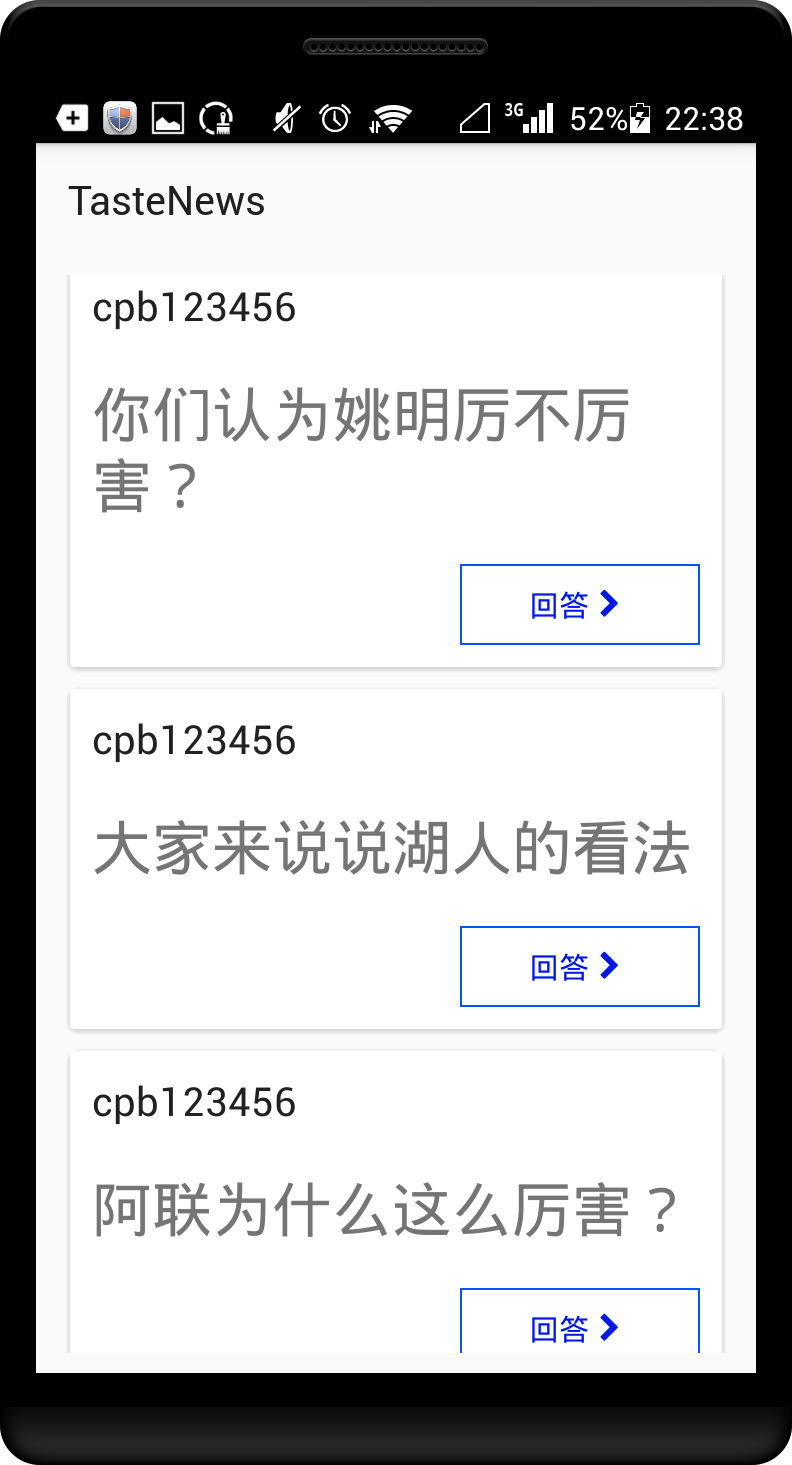 3G 52% 22:38
TasteNews
cpb123456
你们认为姚明厉不厉
害？
回答
cpb123456
大家来说说湖人的看法
回答
cpb123456
阿联为什么这么厉害？
回答